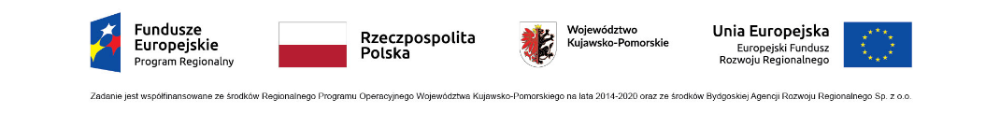 Fundusze
Europejskie
Program Regionalny
Rzeczpospolita
Polska
Województwo
Kujawsko-Pomorskie
Unia Europejska
Europejski Fundusz
Rozwoju Regionalnego
Zadanie jest współfinansowane ze środków Regionalnego Programu Operacyjnego Województwa Kujawsko-Pomorskiego na lata 2014-2020 oraz ze środków Bydgoskiej Agencji Rozwoju Regionalnego Sp. z o.o.